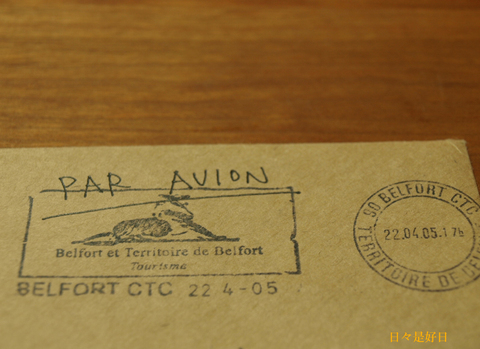 PAR AVION
Belfort et Territoire de Belfort
Tourisme
BELFORT CTC 22 4-05
90 BELFORT CTC
22.04.05.
TERRITOIRE DE
日々是好日